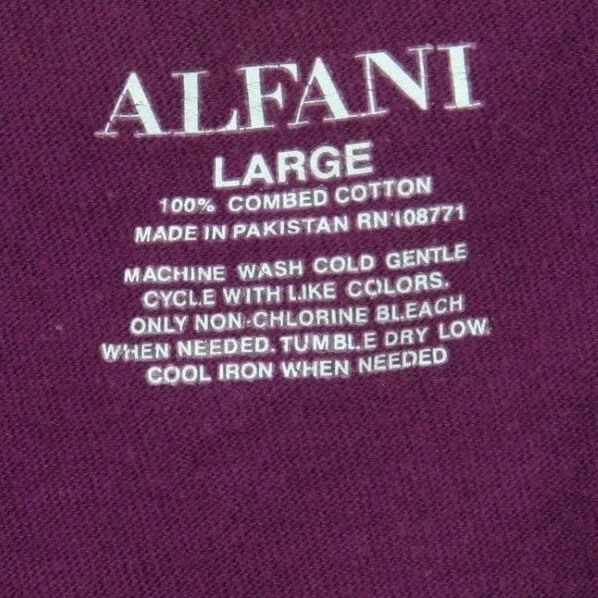 ALFANI
LARGE
100% COMBED COTTON
MADE IN PAKISTAN RN 108771
MACHINE WASH COLD GENTLE
CYCLE WITH LIKE COLORS.
ONLY NON-CHLORINE BLEACH
WHEN NEEDED. TUMBLE DRY LOW.
COOL IRON WHEN NEEDED